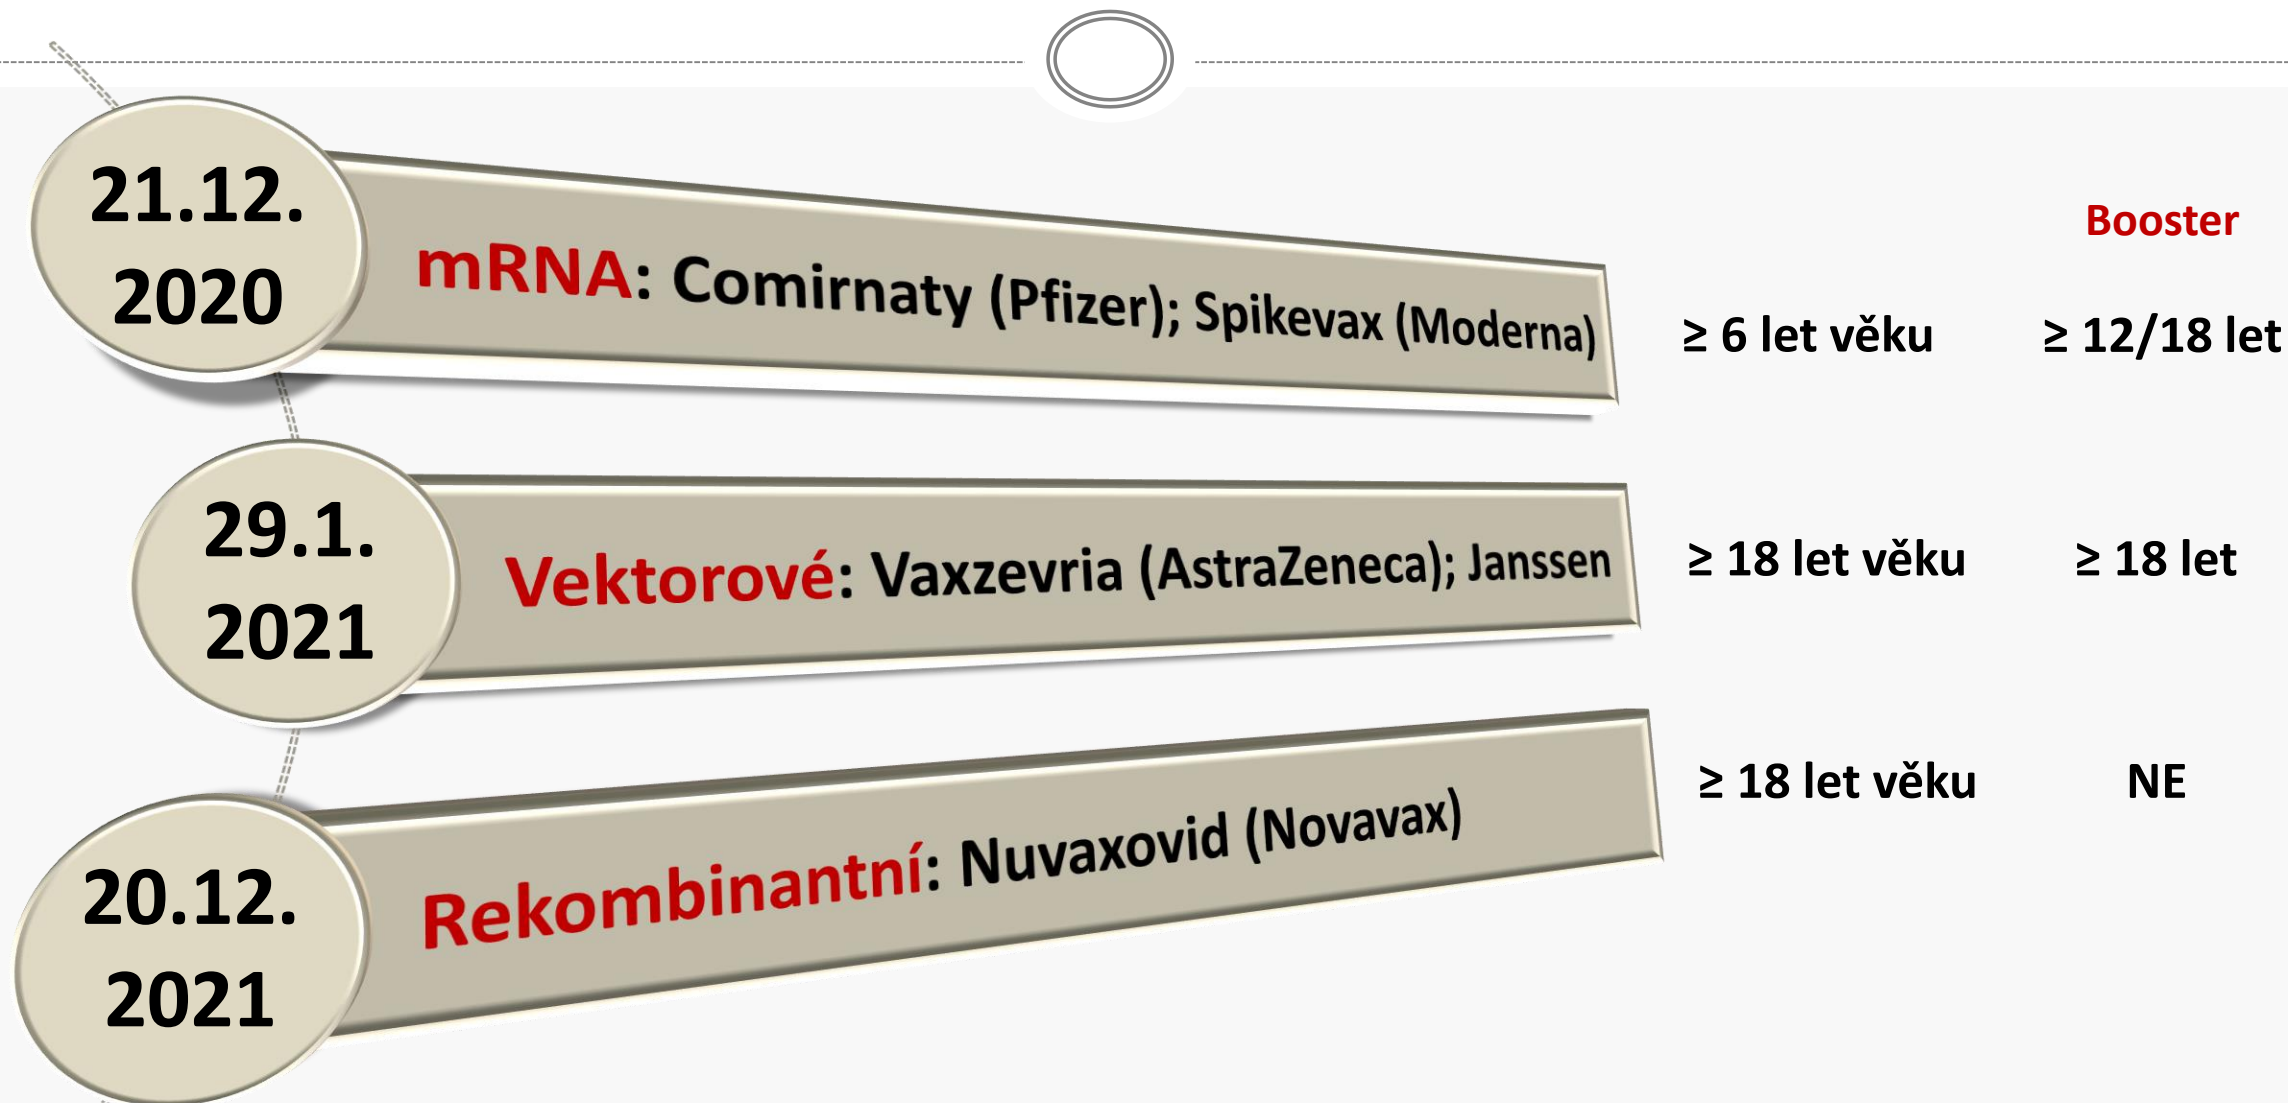 Booster
21.12.
2020
mRNA: Comirnaty (Pfizer); Spikevax (Moderna)
≥ 6 let věku
≥ 12/18 let
29.1.
2021
Vektorové: Vaxzevria (AstraZeneca); Janssen
≥ 18 let věku
≥ 18 let
20.12.
2021
Rekombinantní: Nuvaxovid (Novavax)
≥ 18 let věku
NE